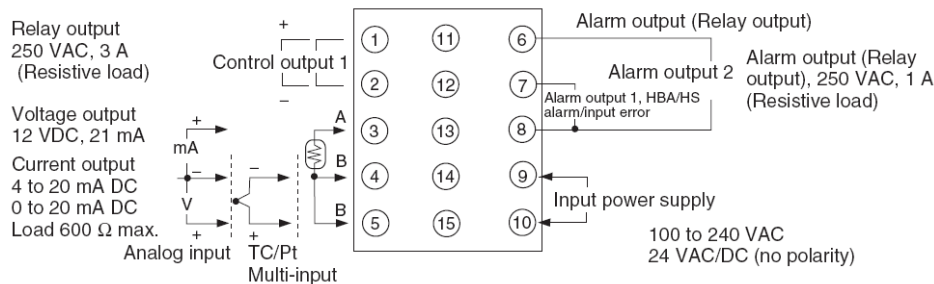 Relay output
250 VAC, 3 A
(Resistive load)
Voltage output
12 VDC, 21 mA
Current output
4 to 20 mA DC
0 to 20 mA DC
Load 600 Ω max.
+
mA
−
V
+
Analog input
−
+
TC/Pt
Multi-input
+
Control output 1
−
A
B
B
1
2
3
4
5
11
12
13
14
15
6
7
8
9
10
Alarm output (Relay output)
Alarm output 2
Alarm output 1, HBA/HS
alarm/input error
Alarm output (Relay
output), 250 VAC, 1 A
(Resistive load)
Input power supply
100 to 240 VAC
24 VAC/DC (no polarity)